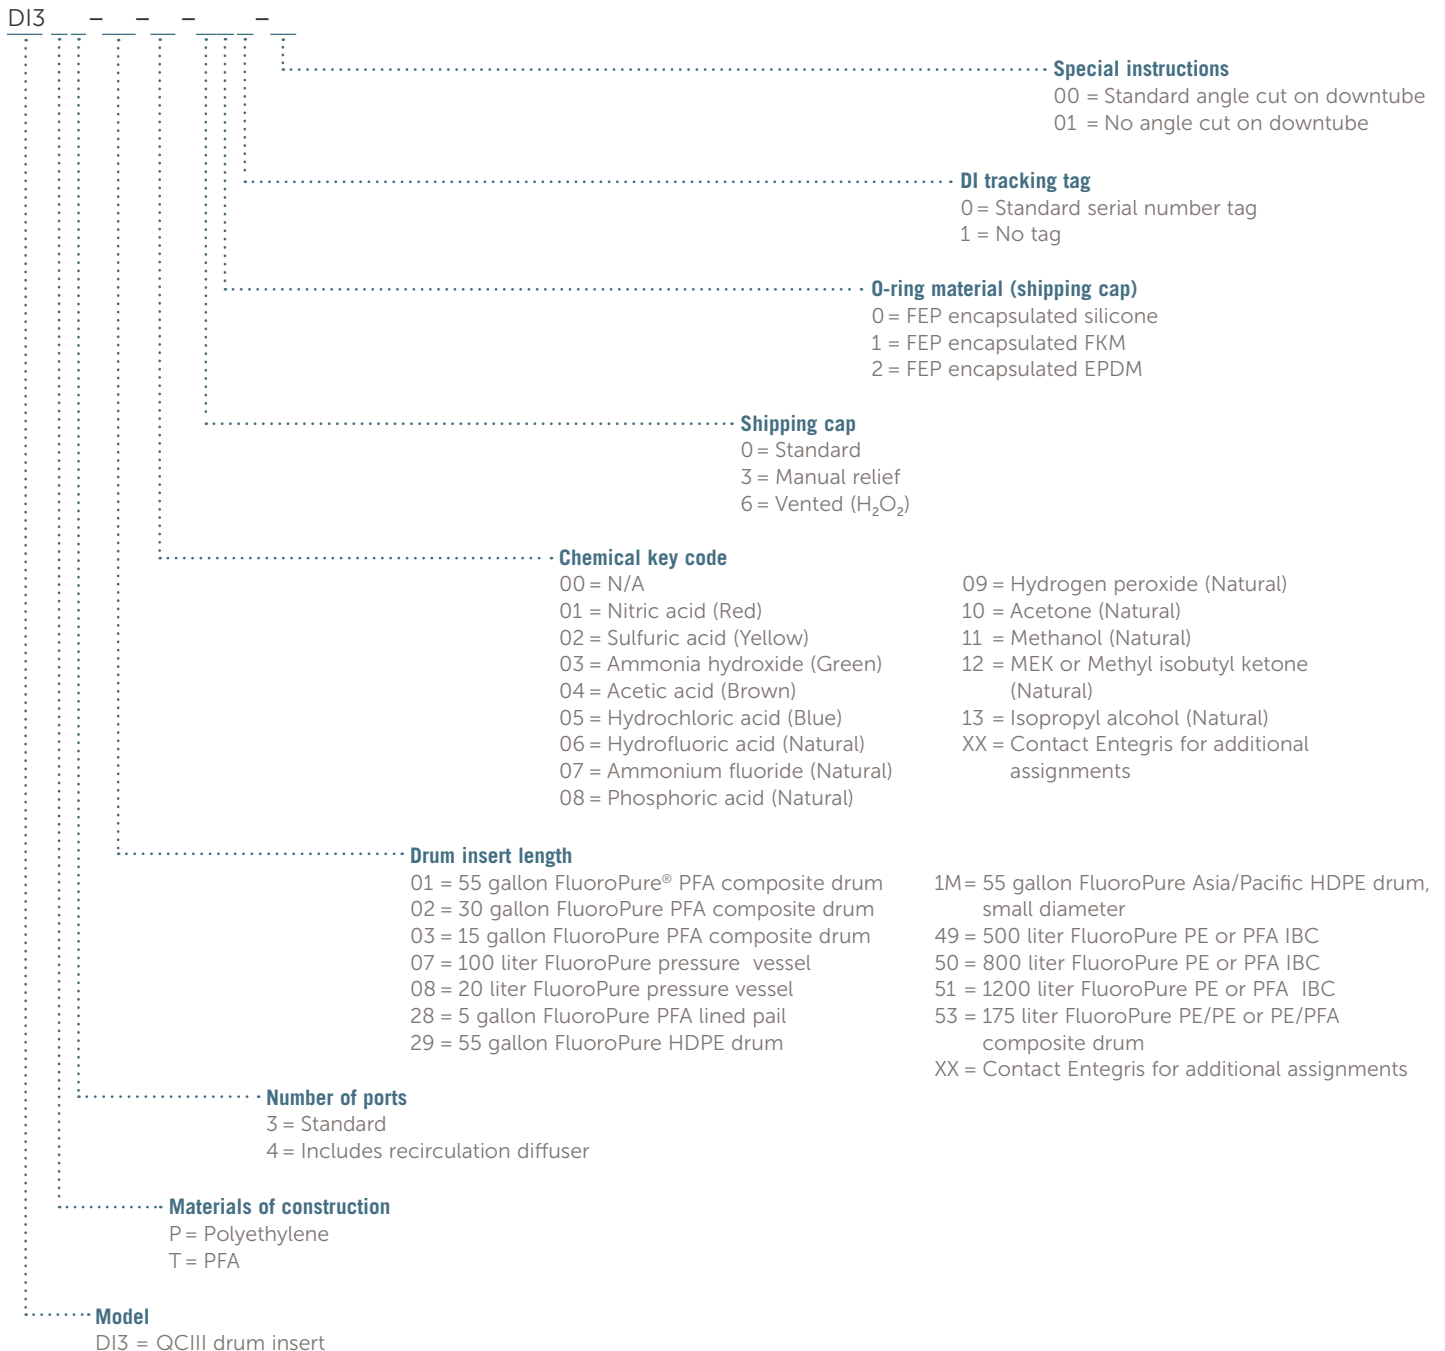 DI3 – – – –
Special instructions
00 = Standard angle cut on downtube
01 = No angle cut on downtube
DI tracking tag
0 = Standard serial number tag
1 = No tag
O-ring material (shipping cap)
0 = FEP encapsulated silicone
1 = FEP encapsulated FKM
2 = FEP encapsulated EPDM
Shipping cap
0 = Standard
3 = Manual relief
6 = Vented (H₂O₂)
Chemical key code
00 = N/A
01 = Nitric acid (Red)
02 = Sulfuric acid (Yellow)
03 = Ammonia hydroxide (Green)
04 = Acetic acid (Brown)
05 = Hydrochloric acid (Blue)
06 = Hydrofluoric acid (Natural)
07 = Ammonium fluoride (Natural)
08 = Phosphoric acid (Natural)
09 = Hydrogen peroxide (Natural)
10 = Acetone (Natural)
11 = Methanol (Natural)
12 = MEK or Methyl isobutyl ketone
(Natural)
13 = Isopropyl alcohol (Natural)
XX = Contact Entegris for additional
assignments
Drum insert length
01 = 55 gallon FluoroPure® PFA composite drum
02 = 30 gallon FluoroPure PFA composite drum
03 = 15 gallon FluoroPure PFA composite drum
07 = 100 liter FluoroPure pressure vessel
08 = 20 liter FluoroPure pressure vessel
28 = 5 gallon FluoroPure PFA lined pail
29 = 55 gallon FluoroPure HDPE drum
1M= 55 gallon FluoroPure Asia/Pacific HDPE drum,
small diameter
49 = 500 liter FluoroPure PE or PFA IBC
50 = 800 liter FluoroPure PE or PFA IBC
51 = 1200 liter FluoroPure PE or PFA IBC
53 = 175 liter FluoroPure PE/PE or PE/PFA
composite drum
XX = Contact Entegris for additional assignments
Number of ports
3 = Standard
4 = Includes recirculation diffuser
Materials of construction
P = Polyethylene
T = PFA
Model
DI3 = QCIII drum insert